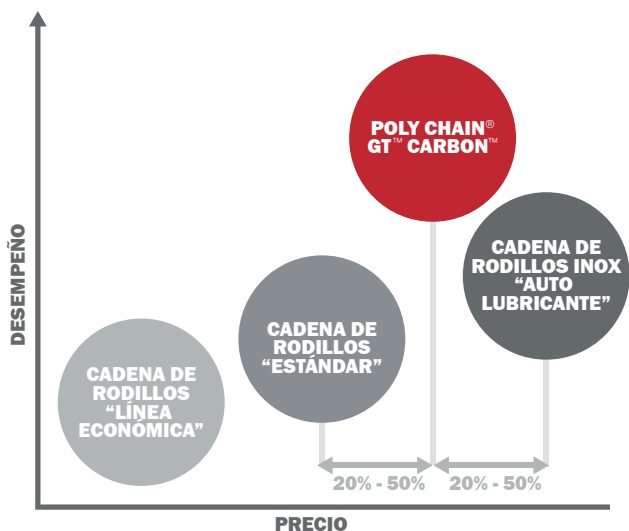 DESEMPEÑO
POLY CHAIN®
GT™ CARBON™
CADENA DE
RODILLOS INOX
“AUTO
LUBRICANTE”
CADENA DE
RODILLOS
“ESTÁNDAR”
CADENA DE
RODILLOS
“LÍNEA
ECONÓMICA”
20% - 50%
20% - 50%
PRECIO